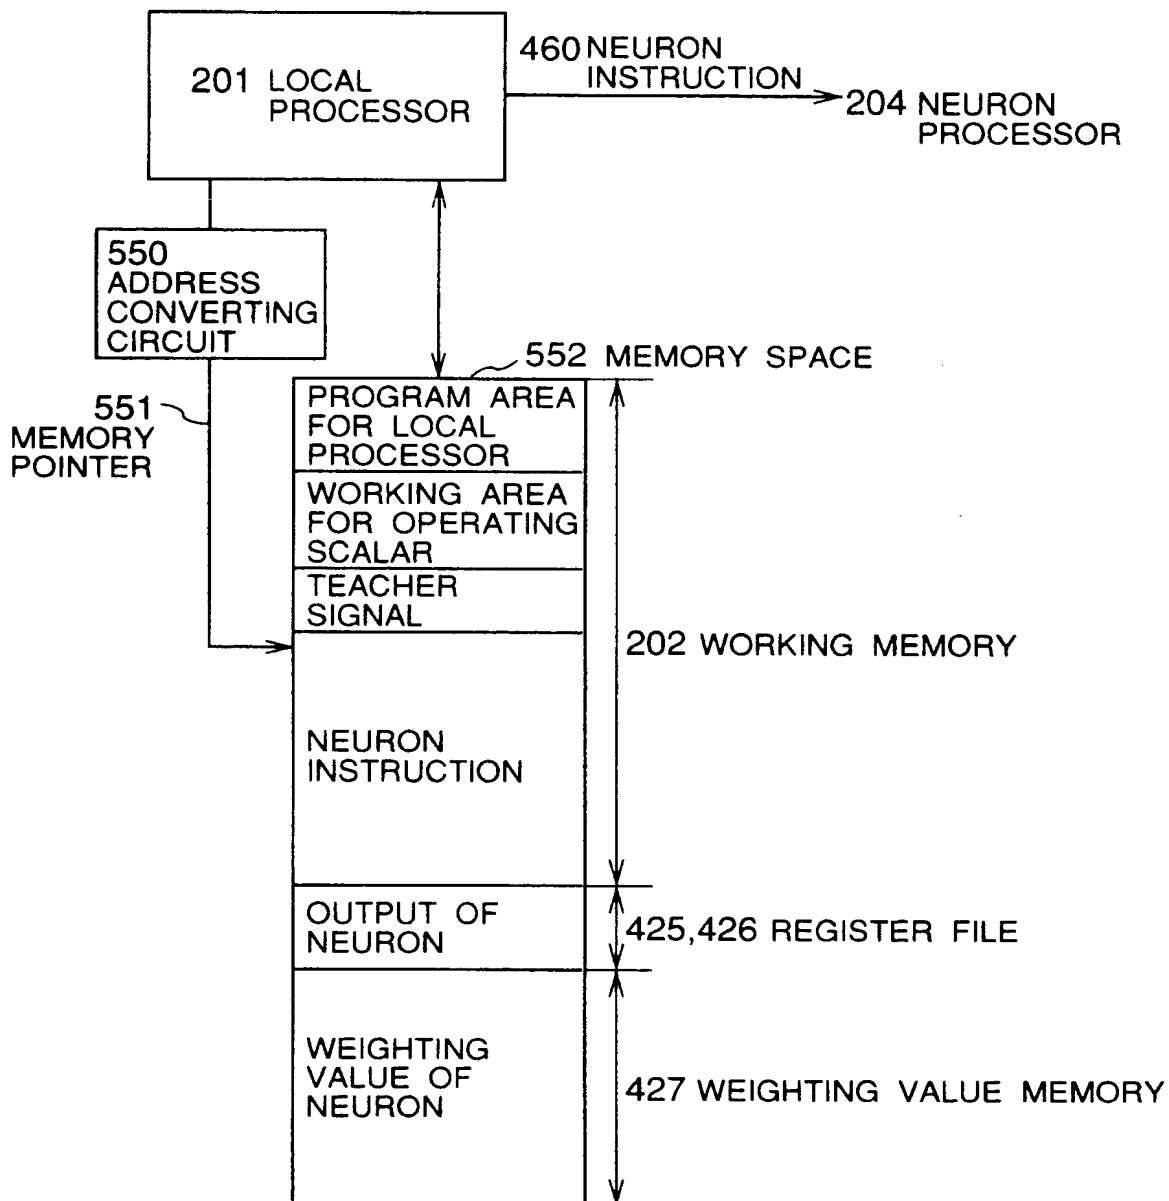 201 LOCAL
PROCESSOR
460 NEURON
INSTRUCTION
204 NEURON
PROCESSOR
550
ADDRESS
CONVERTING
CIRCUIT
551
MEMORY
POINTER
552 MEMORY SPACE
PROGRAM AREA
FOR LOCAL
PROCESSOR
WORKING AREA
FOR OPERATING
SCALAR
TEACHER
SIGNAL
202 WORKING MEMORY
NEURON
INSTRUCTION
OUTPUT OF
NEURON
425,426 REGISTER FILE
WEIGHTING
VALUE OF
NEURON
427 WEIGHTING VALUE MEMORY